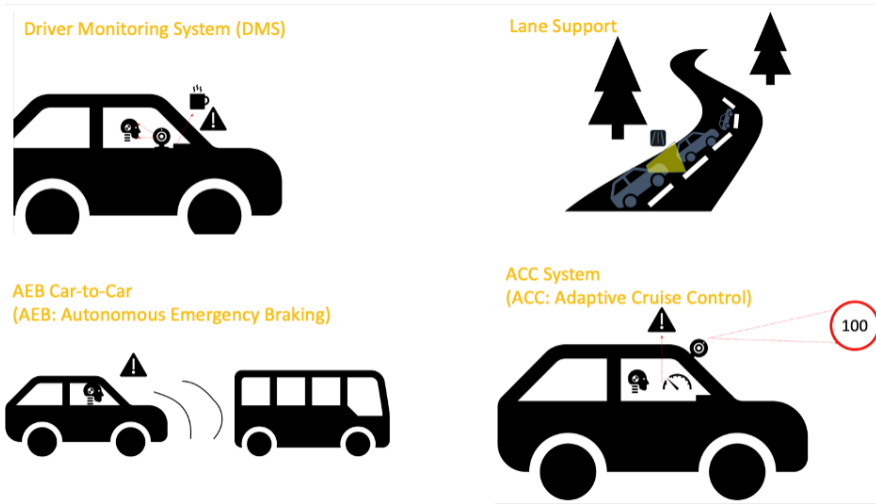 Driver Monitoring System (DMS)
Lane Support
AEB Car-to-Car
(AEB: Autonomous Emergency Braking)
ACC System
(ACC: Adaptive Cruise Control)
100